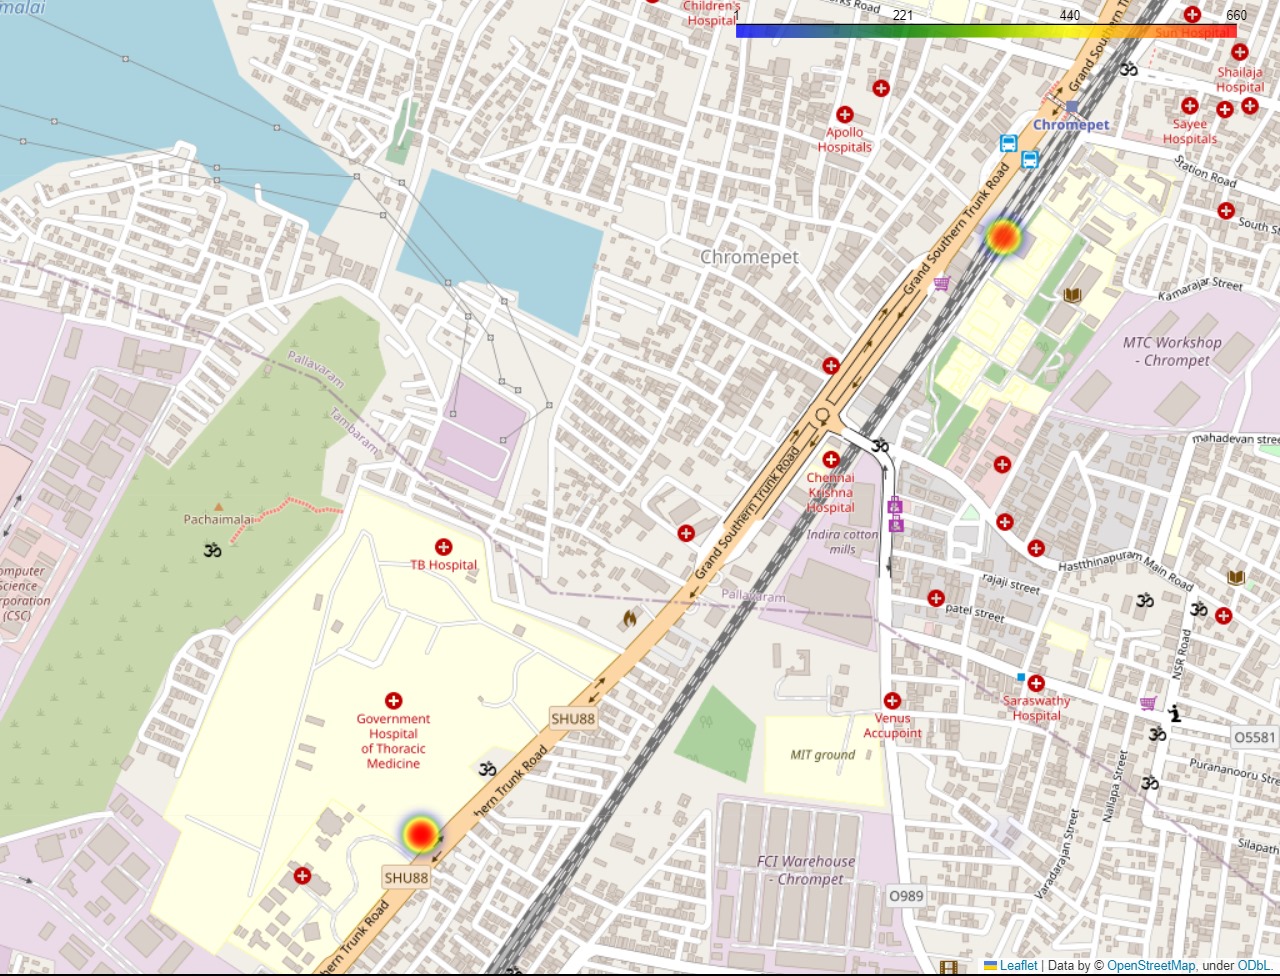 malai
Children's
Hospital
rks Road
1
221
440
660
Sun Hospital
Grand Southern T
Shailaja
Hospital
Chromepet
Apollo
Hospitals
Sayee
Hospitals
Station Road
South St
Grand Southern Trunk Road
Chromepet
Kamarajar Street
MTC Workshop
- Chrompet
Pallavaram
Tambaram
mahadevan stree
Grand Southern Trunk Road
Chennai
Krishna
Hospital
Pachaimalai
Indira cotton
mills
TB Hospital
omputer
Science
rporation
(CSC)
Hastthinapuram Main Road
rajaji street
patel street
Pallavaram
NSR Road
Government
Hospital
of Thoracic
Medicine
SHU88
Venus
Accupoint
Saraswathy
Hospital
O5581
MIT ground
Purananooru Stre
hern Trunk Road
Nallapa Street
Varadarajan Street
Silapath
FCI Warehouse
- Chrompet
SHU88
O989
hern Trunk Road
Leaflet | Data by © OpenStreetMap, under ODbL.